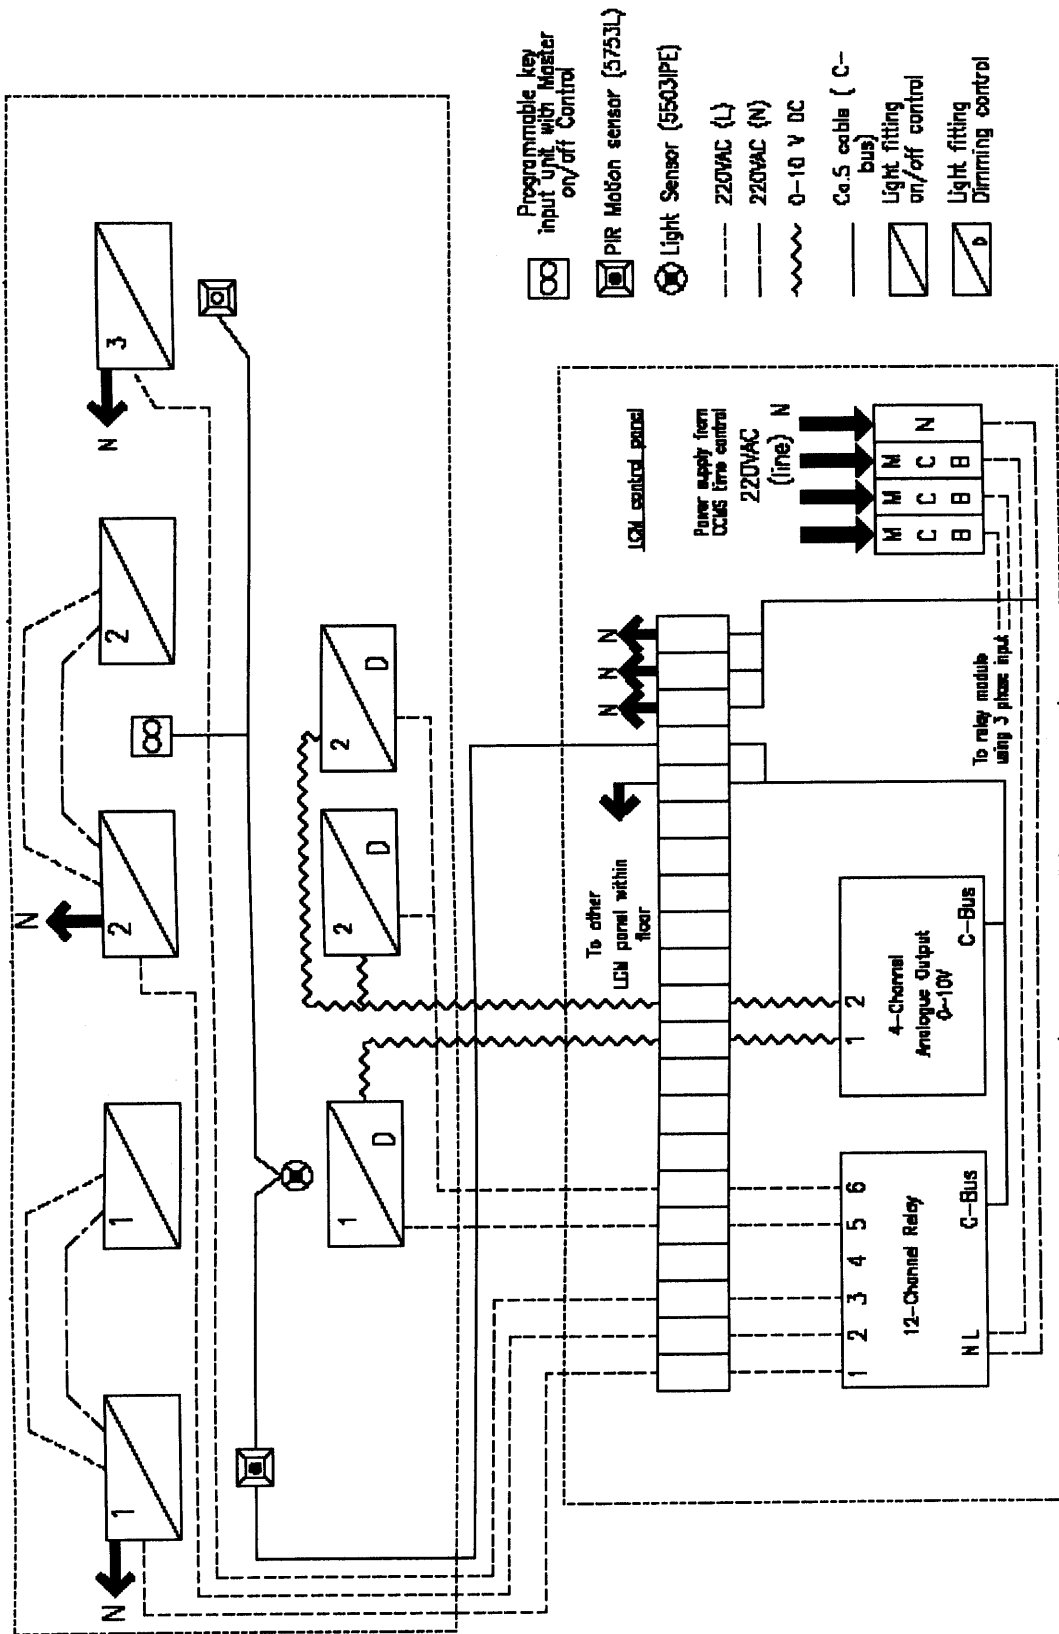 N
1
1
N
2
2
N
3
1
D
2
D
2
D
Programmable key
input unit with Master
on/off Control
PIR Motion sensor (5753L)
Light Sensor (5503IPE)
220VAC (L)
220VAC (N)
0-10 V DC
Ca.5 cable ( C-
bus)
Light fitting
on/off control
D
Light fitting
Dimming control
LCM control panel
Power supply from
CCMS time control
220VAC
(line)
N
M
C
B
M
C
B
M
C
B
N
N
N
N
To other
LCM panel within
floor
To relay module
using 3 phase input
1
2
3
4
5
6
12-Channel Relay
N L
C-Bus
1
2
4-Channel
Analogue Output
0~10V
C-Bus